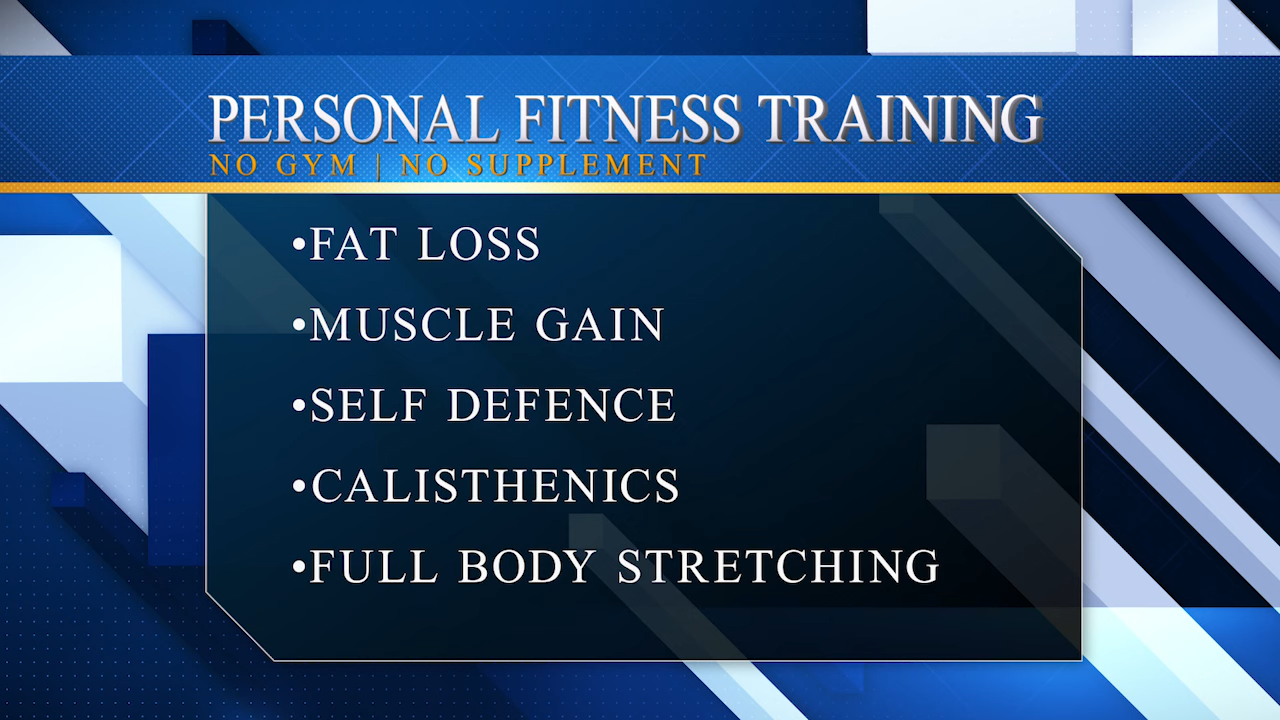 PERSONAL FITNESS TRAINING
NO GYM | NO SUPPLEMENT
•FAT LOSS
•MUSCLE GAIN
•SELF DEFENCE
•CALISTHENICS
•FULL BODY STRETCHING